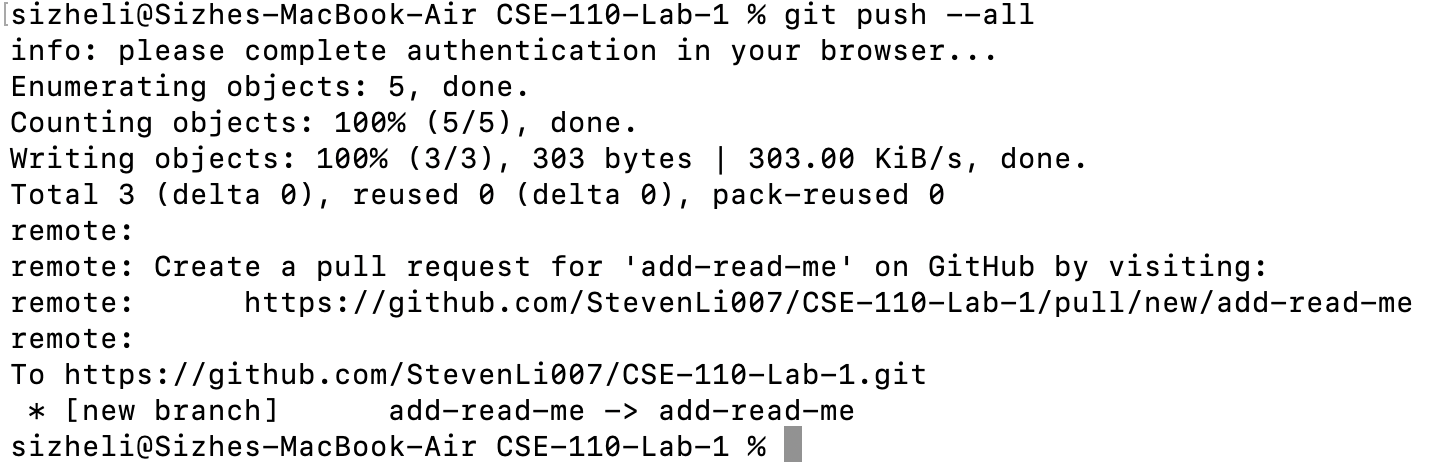 [sizheli@Sizhes-MacBook-Air CSE-110-Lab-1 % git push --all
info: please complete authentication in your browser...
Enumerating objects: 5, done.
Counting objects: 100% (5/5), done.
Writing objects: 100% (3/3), 303 bytes | 303.00 KiB/s, done.
Total 3 (delta 0), reused 0 (delta 0), pack-reused 0
remote:
remote: Create a pull request for 'add-read-me' on GitHub by visiting:
remote:      https://github.com/StevenLi007/CSE-110-Lab-1/pull/new/add-read-me
remote:
To https://github.com/StevenLi007/CSE-110-Lab-1.git
 * [new branch]      add-read-me -> add-read-me
sizheli@Sizhes-MacBook-Air CSE-110-Lab-1 %